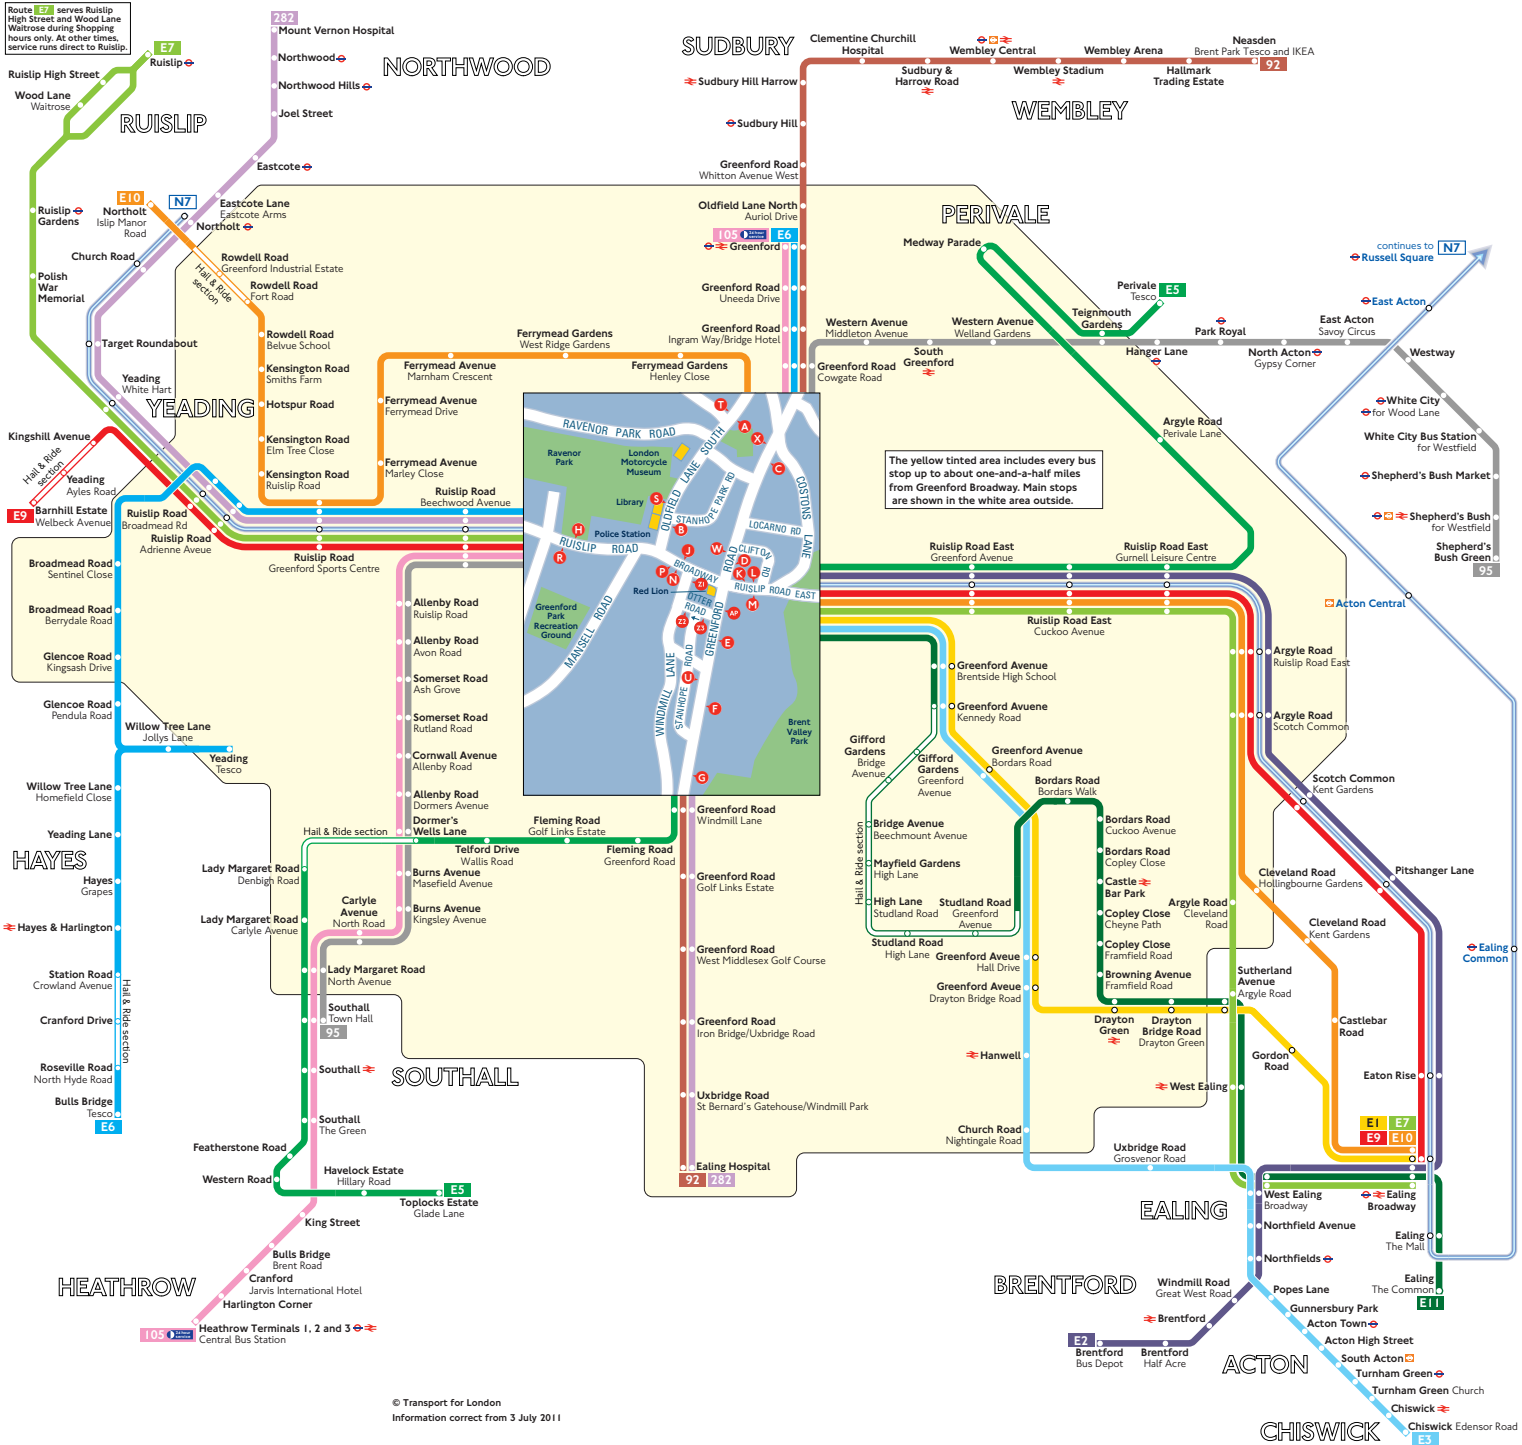 Route E7 serves Ruislip
High Street and Wood Lane
Waitrose during Shopping
hours only. At other times,
service runs direct to Ruislip.
E7
Ruislip
Ruislip High Street
Wood Lane
Waitrose
RUISLIP
282
Mount Vernon Hospital
Northwood
NORTHWOOD
Northwood Hills
Joel Street
Eastcote
Eastcote Lane
Eastcote Arms
Northolt
E10
Northolt
Islip Manor
Road
N7
Church Road
Ruislip
Gardens
Polish
War
Memorial
Target Roundabout
Yeading
White Hart
YEADING
Hail & Ride
section
Rowdell Road
Greenford Industrial Estate
Rowdell Road
Fort Road
Rowdell Road
Belvue School
Kensington Road
Smiths Farm
Hotspur Road
Kensington Road
Elm Tree Close
Kensington Road
Ruislip Road
Ferrymead Gardens
West Ridge Gardens
Ferrymead Avenue
Marnham Crescent
Ferrymead Gardens
Henley Close
Ferrymead Avenue
Ferrymead Drive
Ferrymead Avenue
Marley Close
Ruislip Road
Beechwood Avenue
SUDBURY
Clementine Churchill
Hospital
Wembley Central
Wembley Arena
Neasden
Brent Park Tesco and IKEA
92
Sudbury &
Harrow Road
Wembley Stadium
Hallmark
Trading Estate
WEMBLEY
Sudbury Hill Harrow
Sudbury Hill
Greenford Road
Whitton Avenue West
Oldfield Lane North
Auriol Drive
105
24 hour
service
E6
Greenford
Greenford Road
Uneeda Drive
Greenford Road
Ingram Way/Bridge Hotel
Greenford Road
Cowgate Road
PERIVALE
Medway Parade
Perivale
Tesco
E5
Teignmouth
Gardens
Western Avenue
Middleton Avenue
Western Avenue
Welland Gardens
South
Greenford
Hanger Lane
Park Royal
North Acton
Gypsy Corner
East Acton
Savoy Circus
continues to N7
Russell Square
East Acton
Westway
White City
for Wood Lane
White City Bus Station
for Westfield
Shepherd's Bush Market
Shepherd's Bush
for Westfield
Shepherd's
Bush Green
95
Acton Central
Argyle Road
Perivale Lane
The yellow tinted area includes every bus
stop up to about one-and-a-half miles
from Greenford Broadway. Main stops
are shown in the white area outside.
Kingshill Avenue
Hail & Ride
section
Yeading
Ayles Road
E9
Barnhill Estate
Welbeck Avenue
Ruislip Road
Broadmead Rd
Ruislip Road
Adrienne Aveue
Ruislip Road
Greenford Sports Centre
RAVENOR PARK ROAD
Ravenor
Park
London
Motorcycle
Museum
Library
Police Station
OLDFIELD LANE SOUTH
STANHOPE PARK RD
COSTONS LANE
LOCARNO RD
CLIFTON RD
RUISLIP ROAD
BROADWAY
RUISLIP ROAD EAST
Red Lion
OTTER
ROAD
GREENFORD ROAD
Greenford
Park
Recreation
Ground
MANSELL ROAD
WINDMILL LANE
STANHOPE ROAD
Brent
Valley
Park
T
A
X
C
S
B
H
R
J
W
D
P
N
K
L
Z1
M
AP
Z2
Z3
E
U
F
G
Ruislip Road East
Greenford Avenue
Ruislip Road East
Gurnell Leisure Centre
Ruislip Road East
Cuckoo Avenue
Argyle Road
Ruislip Road East
Argyle Road
Scotch Common
Scotch Common
Kent Gardens
Pitshanger Lane
Broadmead Road
Sentinel Close
Broadmead Road
Berrydale Road
Glencoe Road
Kingsash Drive
Glencoe Road
Pendula Road
Willow Tree Lane
Jollys Lane
Yeading
Tesco
Willow Tree Lane
Homefield Close
Yeading Lane
HAYES
Hayes
Grapes
Hayes & Harlington
Station Road
Crowland Avenue
Cranford Drive
Hail & Ride section
Roseville Road
North Hyde Road
Bulls Bridge
Tesco
E6
Allenby Road
Ruislip Road
Allenby Road
Avon Road
Somerset Road
Ash Grove
Somerset Road
Rutland Road
Cornwall Avenue
Allenby Road
Allenby Road
Dormers Avenue
Dormer's
Wells Lane
Hail & Ride section
Telford Drive
Wallis Road
Fleming Road
Golf Links Estate
Fleming Road
Greenford Road
Lady Margaret Road
Denbigh Road
Burns Avenue
Masefield Avenue
Burns Avenue
Kingsley Avenue
Carlyle
Avenue
North Road
Lady Margaret Road
Carlyle Avenue
Lady Margaret Road
North Avenue
Southall
Town Hall
95
Southall
SOUTHALL
Southall
The Green
Featherstone Road
Western Road
Havelock Estate
Hillary Road
E5
Toplocks Estate
Glade Lane
King Street
Bulls Bridge
Brent Road
Cranford
Jarvis International Hotel
Harlington Corner
HEATHROW
105
24 hour
service
Heathrow Terminals 1, 2 and 3
Central Bus Station
Greenford Road
Windmill Lane
Greenford Road
Golf Links Estate
Greenford Road
West Middlesex Golf Course
Greenford Road
Iron Bridge/Uxbridge Road
Uxbridge Road
St Bernard's Gatehouse/Windmill Park
Ealing Hospital
92
282
Greenford Avenue
Brentside High School
Greenford Avuene
Kennedy Road
Greenford Avenue
Bordars Road
Gifford
Gardens
Bridge
Avenue
Gifford
Gardens
Greenford
Avenue
Bordars Road
Bordars Walk
Bordars Road
Cuckoo Avenue
Bordars Road
Copley Close
Castle
Bar Park
Copley Close
Cheyne Path
Copley Close
Framfield Road
Browning Avenue
Framfield Road
Bridge Avenue
Beechmount Avenue
Mayfield Gardens
High Lane
Hail & Ride section
High Lane
Studland Road
Studland Road
Greenford
Avenue
Studland Road
High Lane
Greenford Aveue
Hall Drive
Greenford Aveue
Drayton Bridge Road
Drayton
Green
Drayton
Bridge Road
Drayton Green
Hanwell
Church Road
Nightingale Road
Uxbridge Road
Grosvenor Road
West Ealing
Argyle Road
Cleveland
Road
Sutherland
Avenue
Argyle Road
Cleveland Road
Hollingbourne Gardens
Cleveland Road
Kent Gardens
Castlebar
Road
Gordon
Road
Eaton Rise
Ealing
Common
E1
E7
E9
E10
Ealing
Broadway
West Ealing
Broadway
EALING
Northfield Avenue
Northfields
Ealing
The Mall
Ealing
The Common
E11
BRENTFORD
Windmill Road
Great West Road
Brentford
E2
Brentford
Bus Depot
Brentford
Half Acre
Popes Lane
Gunnersbury Park
Acton Town
Acton High Street
South Acton
ACTON
Turnham Green
Turnham Green Church
Chiswick
CHISWICK
Chiswick Edensor Road
E3
© Transport for London
Information correct from 3 July 2011